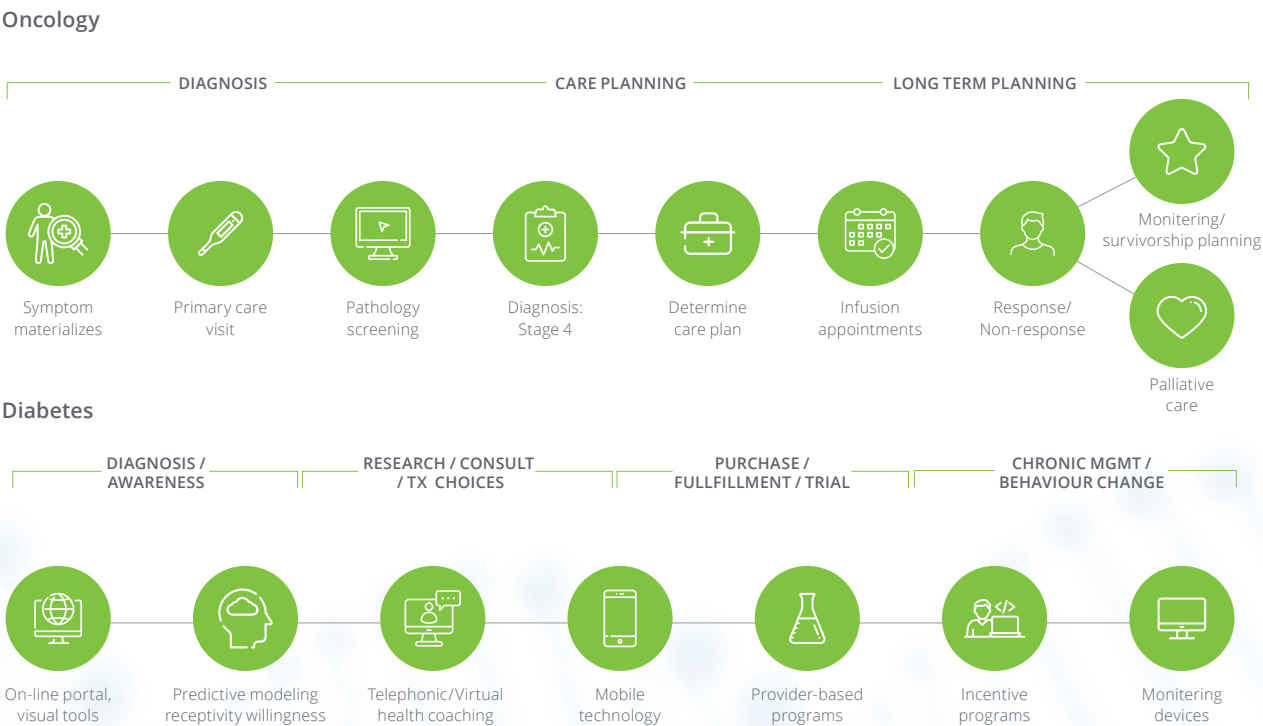 Oncology
DIAGNOSIS
CARE PLANNING
LONG TERM PLANNING
Symptom
materializes
Primary care
visit
Pathology
screening
Diagnosis:
Stage 4
Determine
care plan
Infusion
appointments
Response/
Non-response
Monitering/
survivorship planning
Palliative
care
Diabetes
DIAGNOSIS /
AWARENESS
RESEARCH / CONSULT
/ TX CHOICES
PURCHASE /
FULLFILLMENT / TRIAL
CHRONIC MGMT /
BEHAVIOUR CHANGE
On-line portal,
visual tools
Predictive modeling
receptivity willingness
Telephonic/Virtual
health coaching
Mobile
technology
Provider-based
programs
Incentive
programs
Monitering
devices